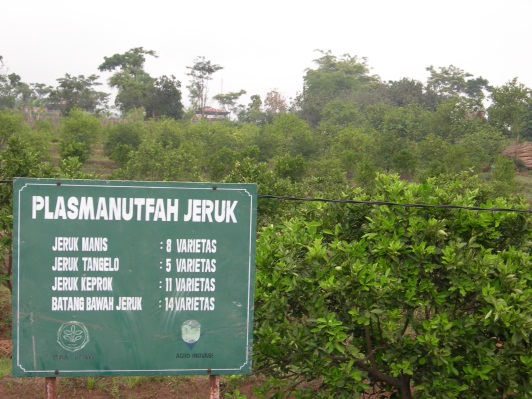 PLASMANUTFAH JERUK
JERUK MANIS : 8 VARIETAS
JERUK TANGELO : 5 VARIETAS
JERUK KEPROK : 11 VARIETAS
BATANG BAWAH JERUK : 14 VARIETAS
AGRO INOVASI